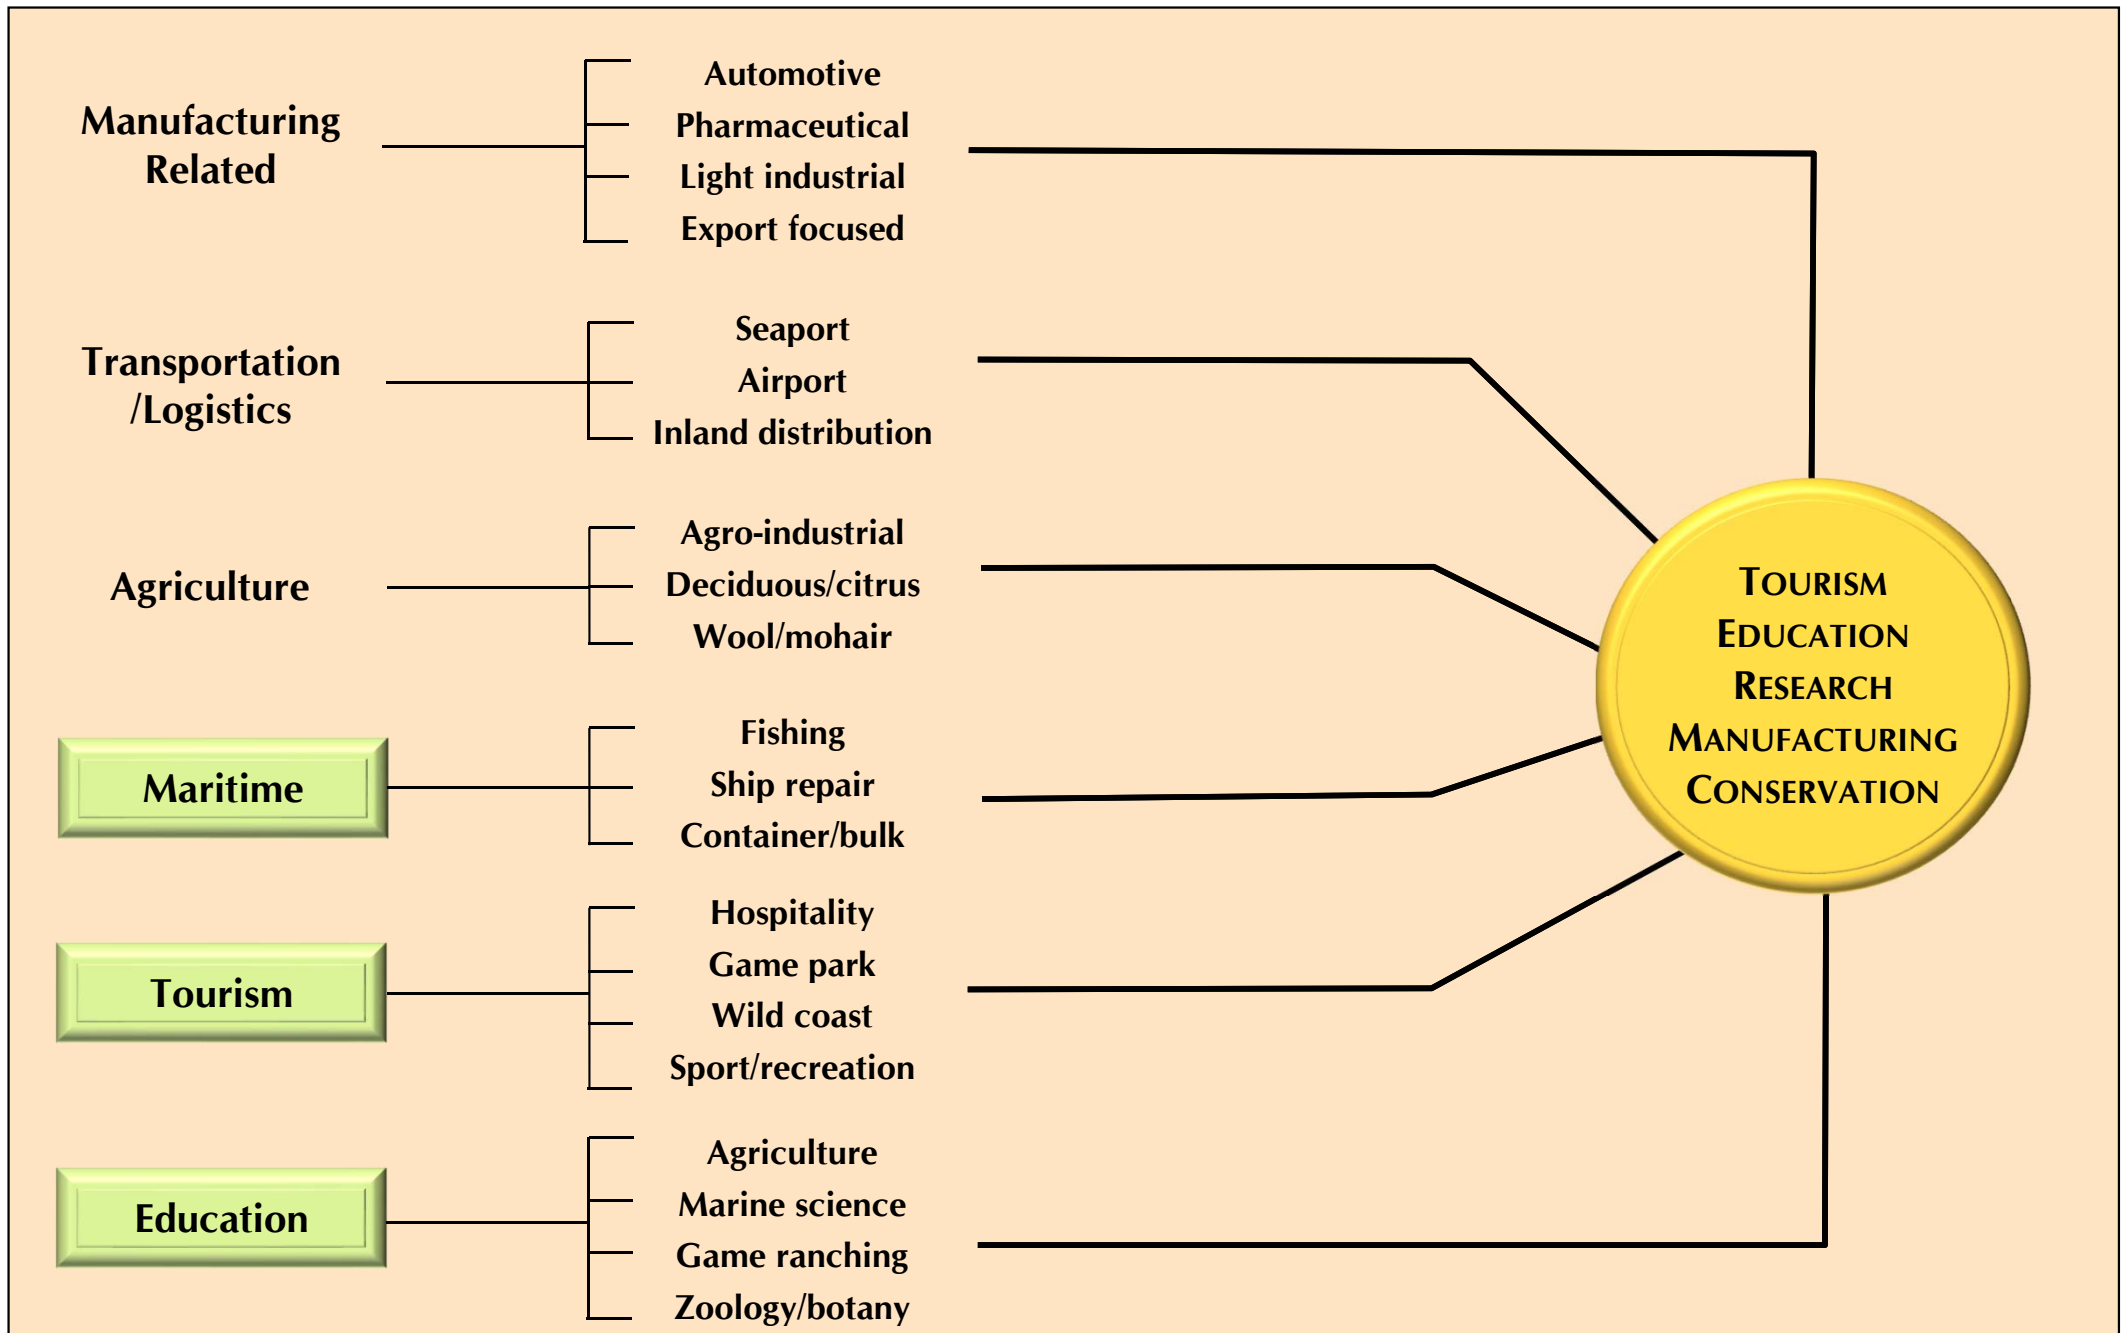 Manufacturing
Related
Automotive
Pharmaceutical
Light industrial
Export focused
Transportation
/Logistics
Seaport
Airport
Inland distribution
Agriculture
Agro-industrial
Deciduous/citrus
Wool/mohair
Maritime
Fishing
Ship repair
Container/bulk
Tourism
Hospitality
Game park
Wild coast
Sport/recreation
Education
Agriculture
Marine science
Game ranching
Zoology/botany
TOURISM
EDUCATION
RESEARCH
MANUFACTURING
CONSERVATION